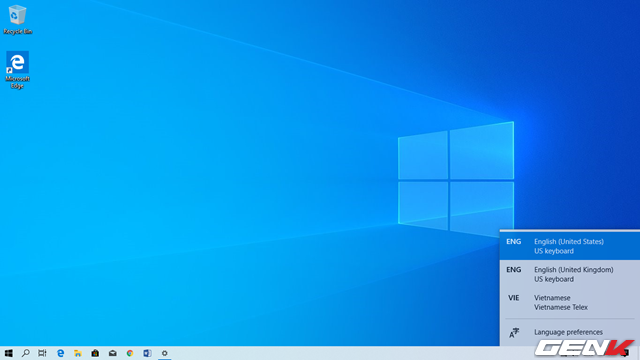 Recycle Bin
Microsoft
Edge
ENG English (United States)
US keyboard
ENG English (United Kingdom)
US keyboard
VIE Vietnamese
Vietnamese Telex
Language preferences
GENK